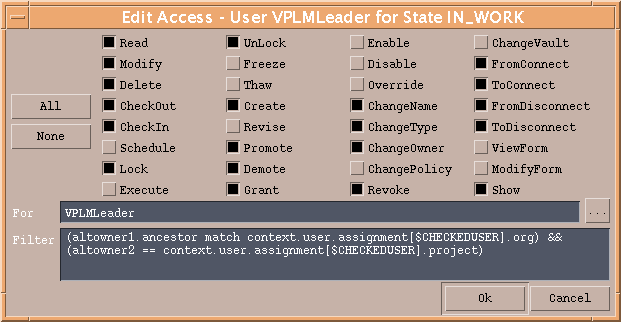 Edit Access - User VPLMLeader for State IN_WORK
Read UnLock Enable ChangeVault
Modify Freeze Disable FromConnect
Delete Thaw Override ToConnect
All
CheckOut Create ChangeName FromDisconnect
CheckIn Revise ChangeType ToDisconnect
None
Schedule Promote ChangeOwner ViewForm
Lock Demote ChangePolicy ModifyForm
Execute Grant Revoke Show
For VPLMLeader ...
Filter (altowner1.ancestor match context.user.assignment[$CHECKEDUSER].org) &&
(altowner2 == context.user.assignment[$CHECKEDUSER].project)
Ok Cancel